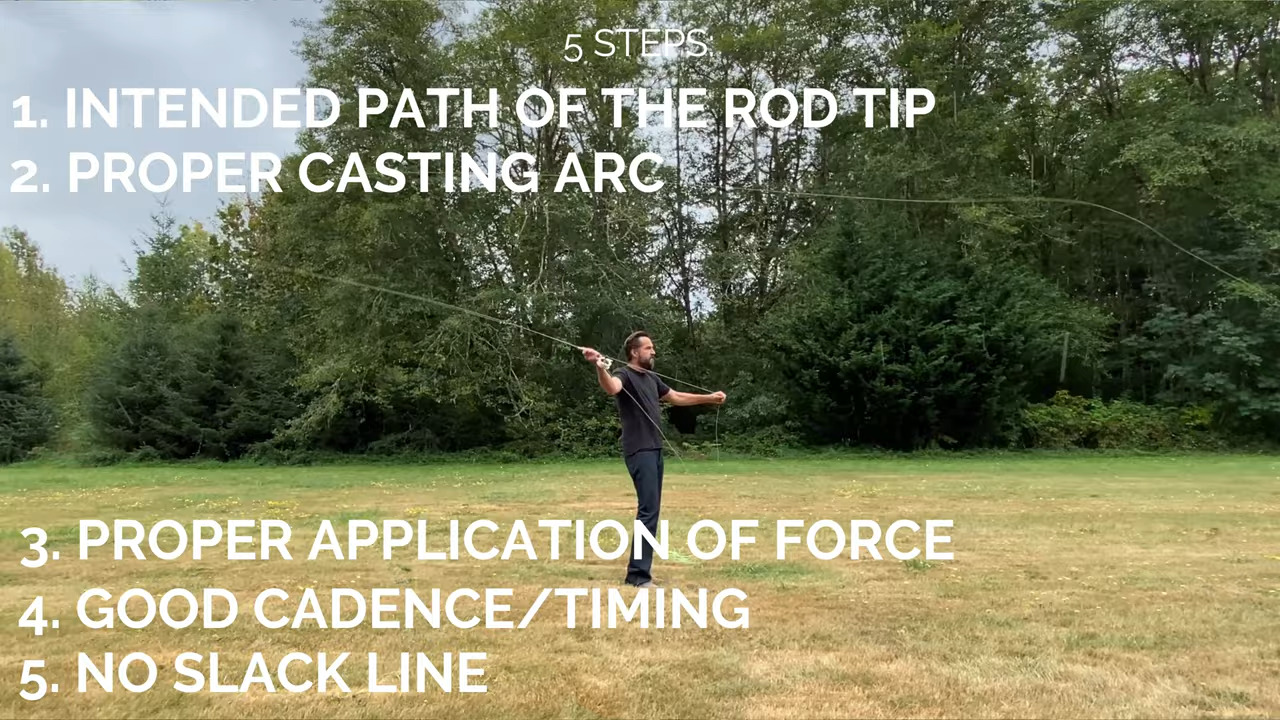 5 STEPS
1. INTENDED PATH OF THE ROD TIP
2. PROPER CASTING ARC
3. PROPER APPLICATION OF FORCE
4. GOOD CADENCE/TIMING
5. NO SLACK LINE